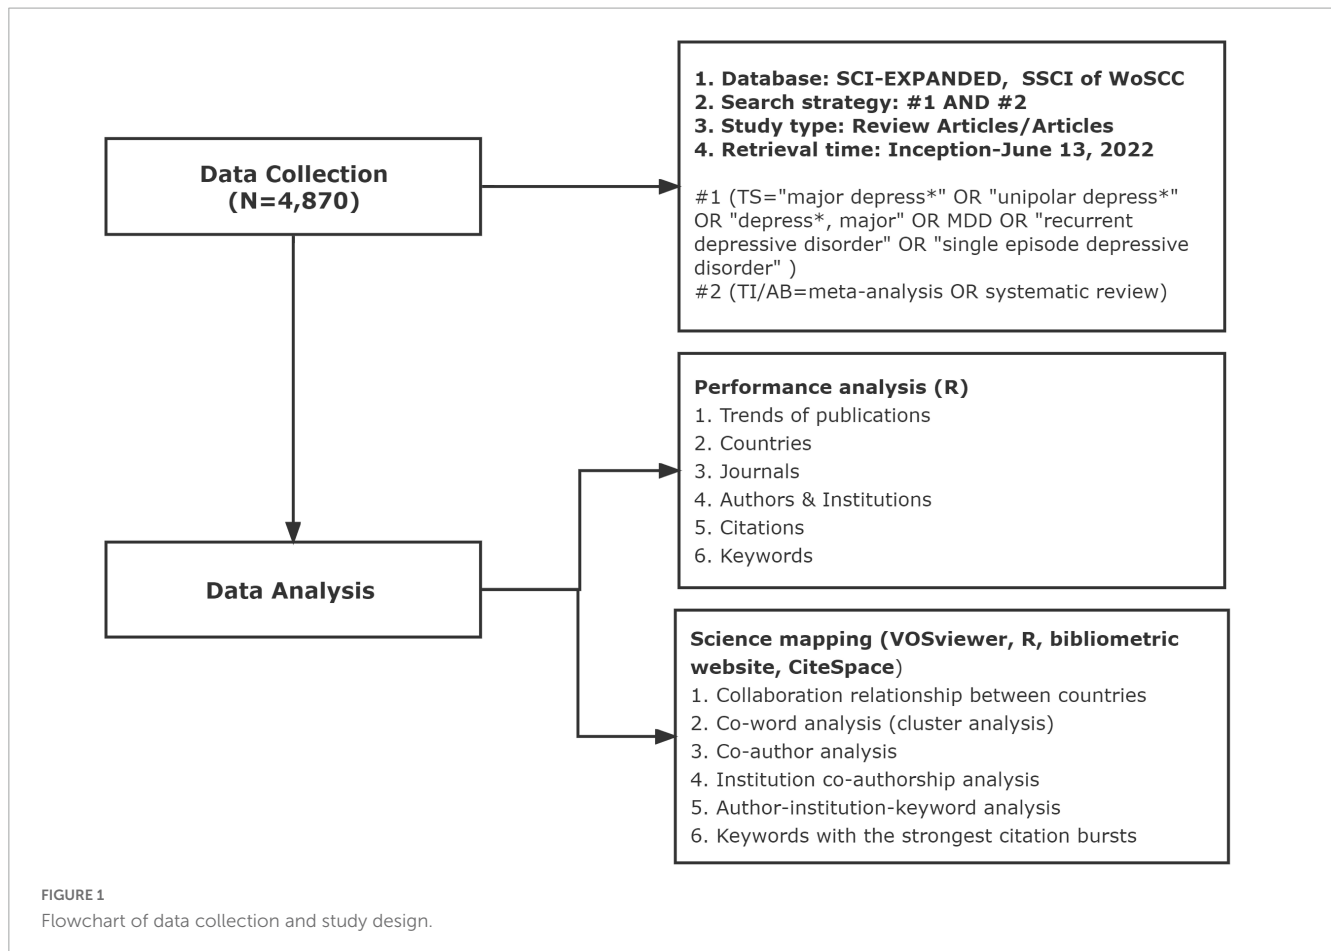 Data Collection
(N=4,870)
1. Database: SCI-EXPANDED, SSCI of WoSCC
2. Search strategy: #1 AND #2
3. Study type: Review Articles/Articles
4. Retrieval time: Inception-June 13, 2022
#1 (TS="major depress*" OR "unipolar depress*"
OR "depress*, major" OR MDD OR "recurrent
depressive disorder" OR "single episode depressive
disorder" )
#2 (TI/AB=meta-analysis OR systematic review)
Data Analysis
Performance analysis (R)
1. Trends of publications
2. Countries
3. Journals
4. Authors & Institutions
5. Citations
6. Keywords
Science mapping (VOSviewer, R, bibliometric
website, CiteSpace)
1. Collaboration relationship between countries
2. Co-word analysis (cluster analysis)
3. Co-author analysis
4. Institution co-authorship analysis
5. Author-institution-keyword analysis
6. Keywords with the strongest citation bursts
FIGURE 1
Flowchart of data collection and study design.